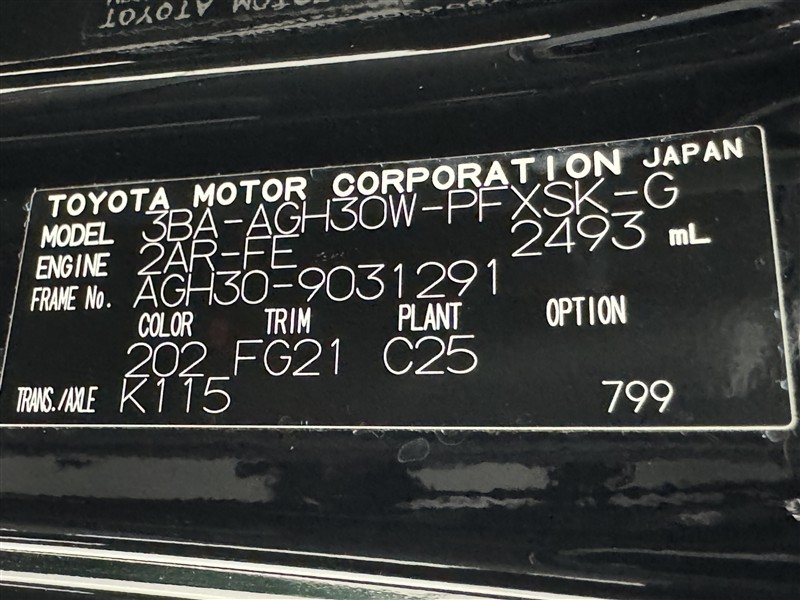 TOYOTA MOTOR CORPORATION JAPAN
MODEL 3BA-AGH30W-PFXSK-G
ENGINE 2AR-FE 2493 mL
FRAME No. AGH30-9031291
COLOR TRIM PLANT OPTION
202 FG21 C25
TRANS./AXLE K115 799